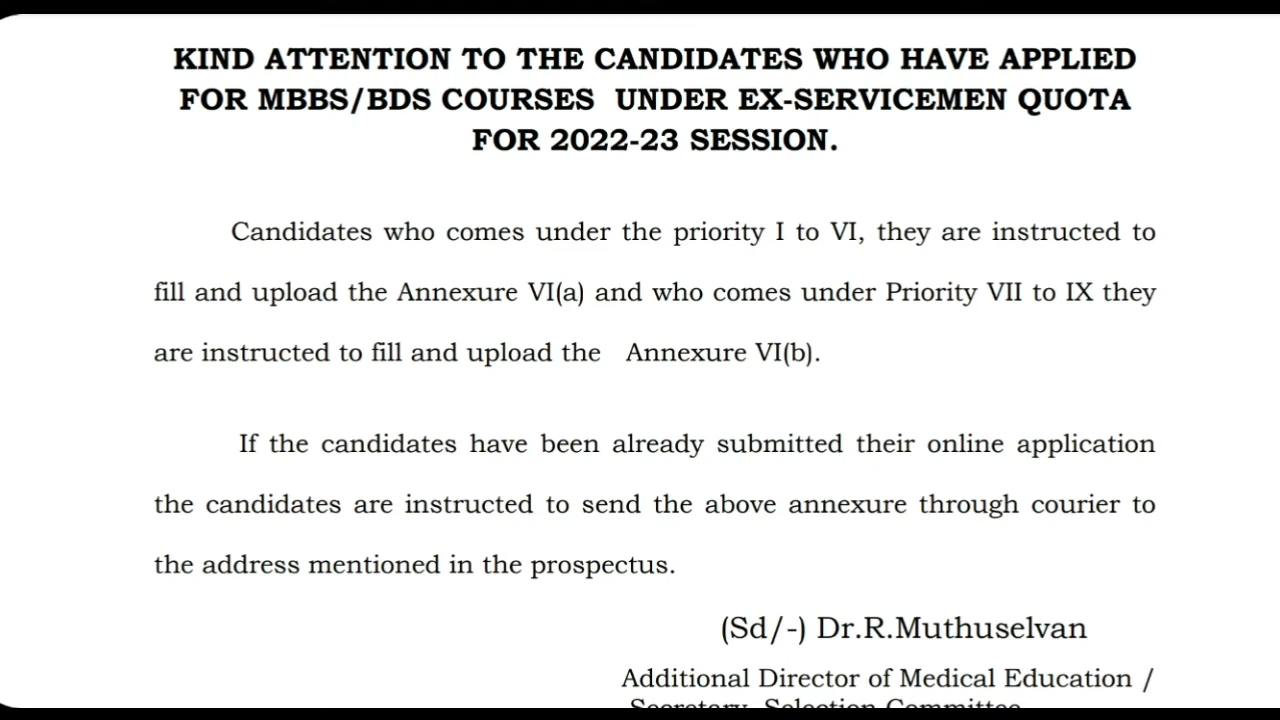 KIND ATTENTION TO THE CANDIDATES WHO HAVE APPLIED
FOR MBBS/BDS COURSES UNDER EX-SERVICEMEN QUOTA
FOR 2022-23 SESSION.
Candidates who comes under the priority I to VI, they are instructed to
fill and upload the Annexure VI(a) and who comes under Priority VII to IX they
are instructed to fill and upload the Annexure VI(b).
If the candidates have been already submitted their online application
the candidates are instructed to send the above annexure through courier to
the address mentioned in the prospectus.
(Sd/-) Dr.R.Muthuselvan
Additional Director of Medical Education /
Secretary, Selection Committee